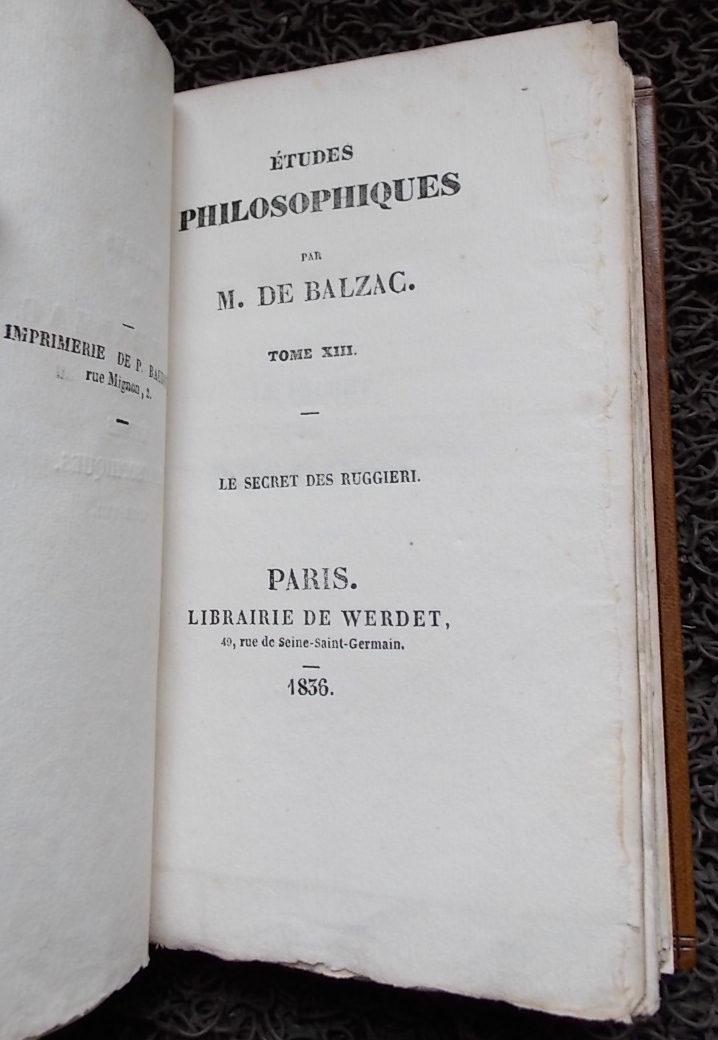 IMPRIMERIE DE P.
rue Mignon, 2.
ÉTUDES
PHILOSOPHIQUES
PAR
M. DE BALZAC.
TOME XIII.
LE SECRET DES RUGGIERI.
PARIS.
LIBRAIRIE DE WERDET,
49, rue de Seine-Saint-Germain.
1836.